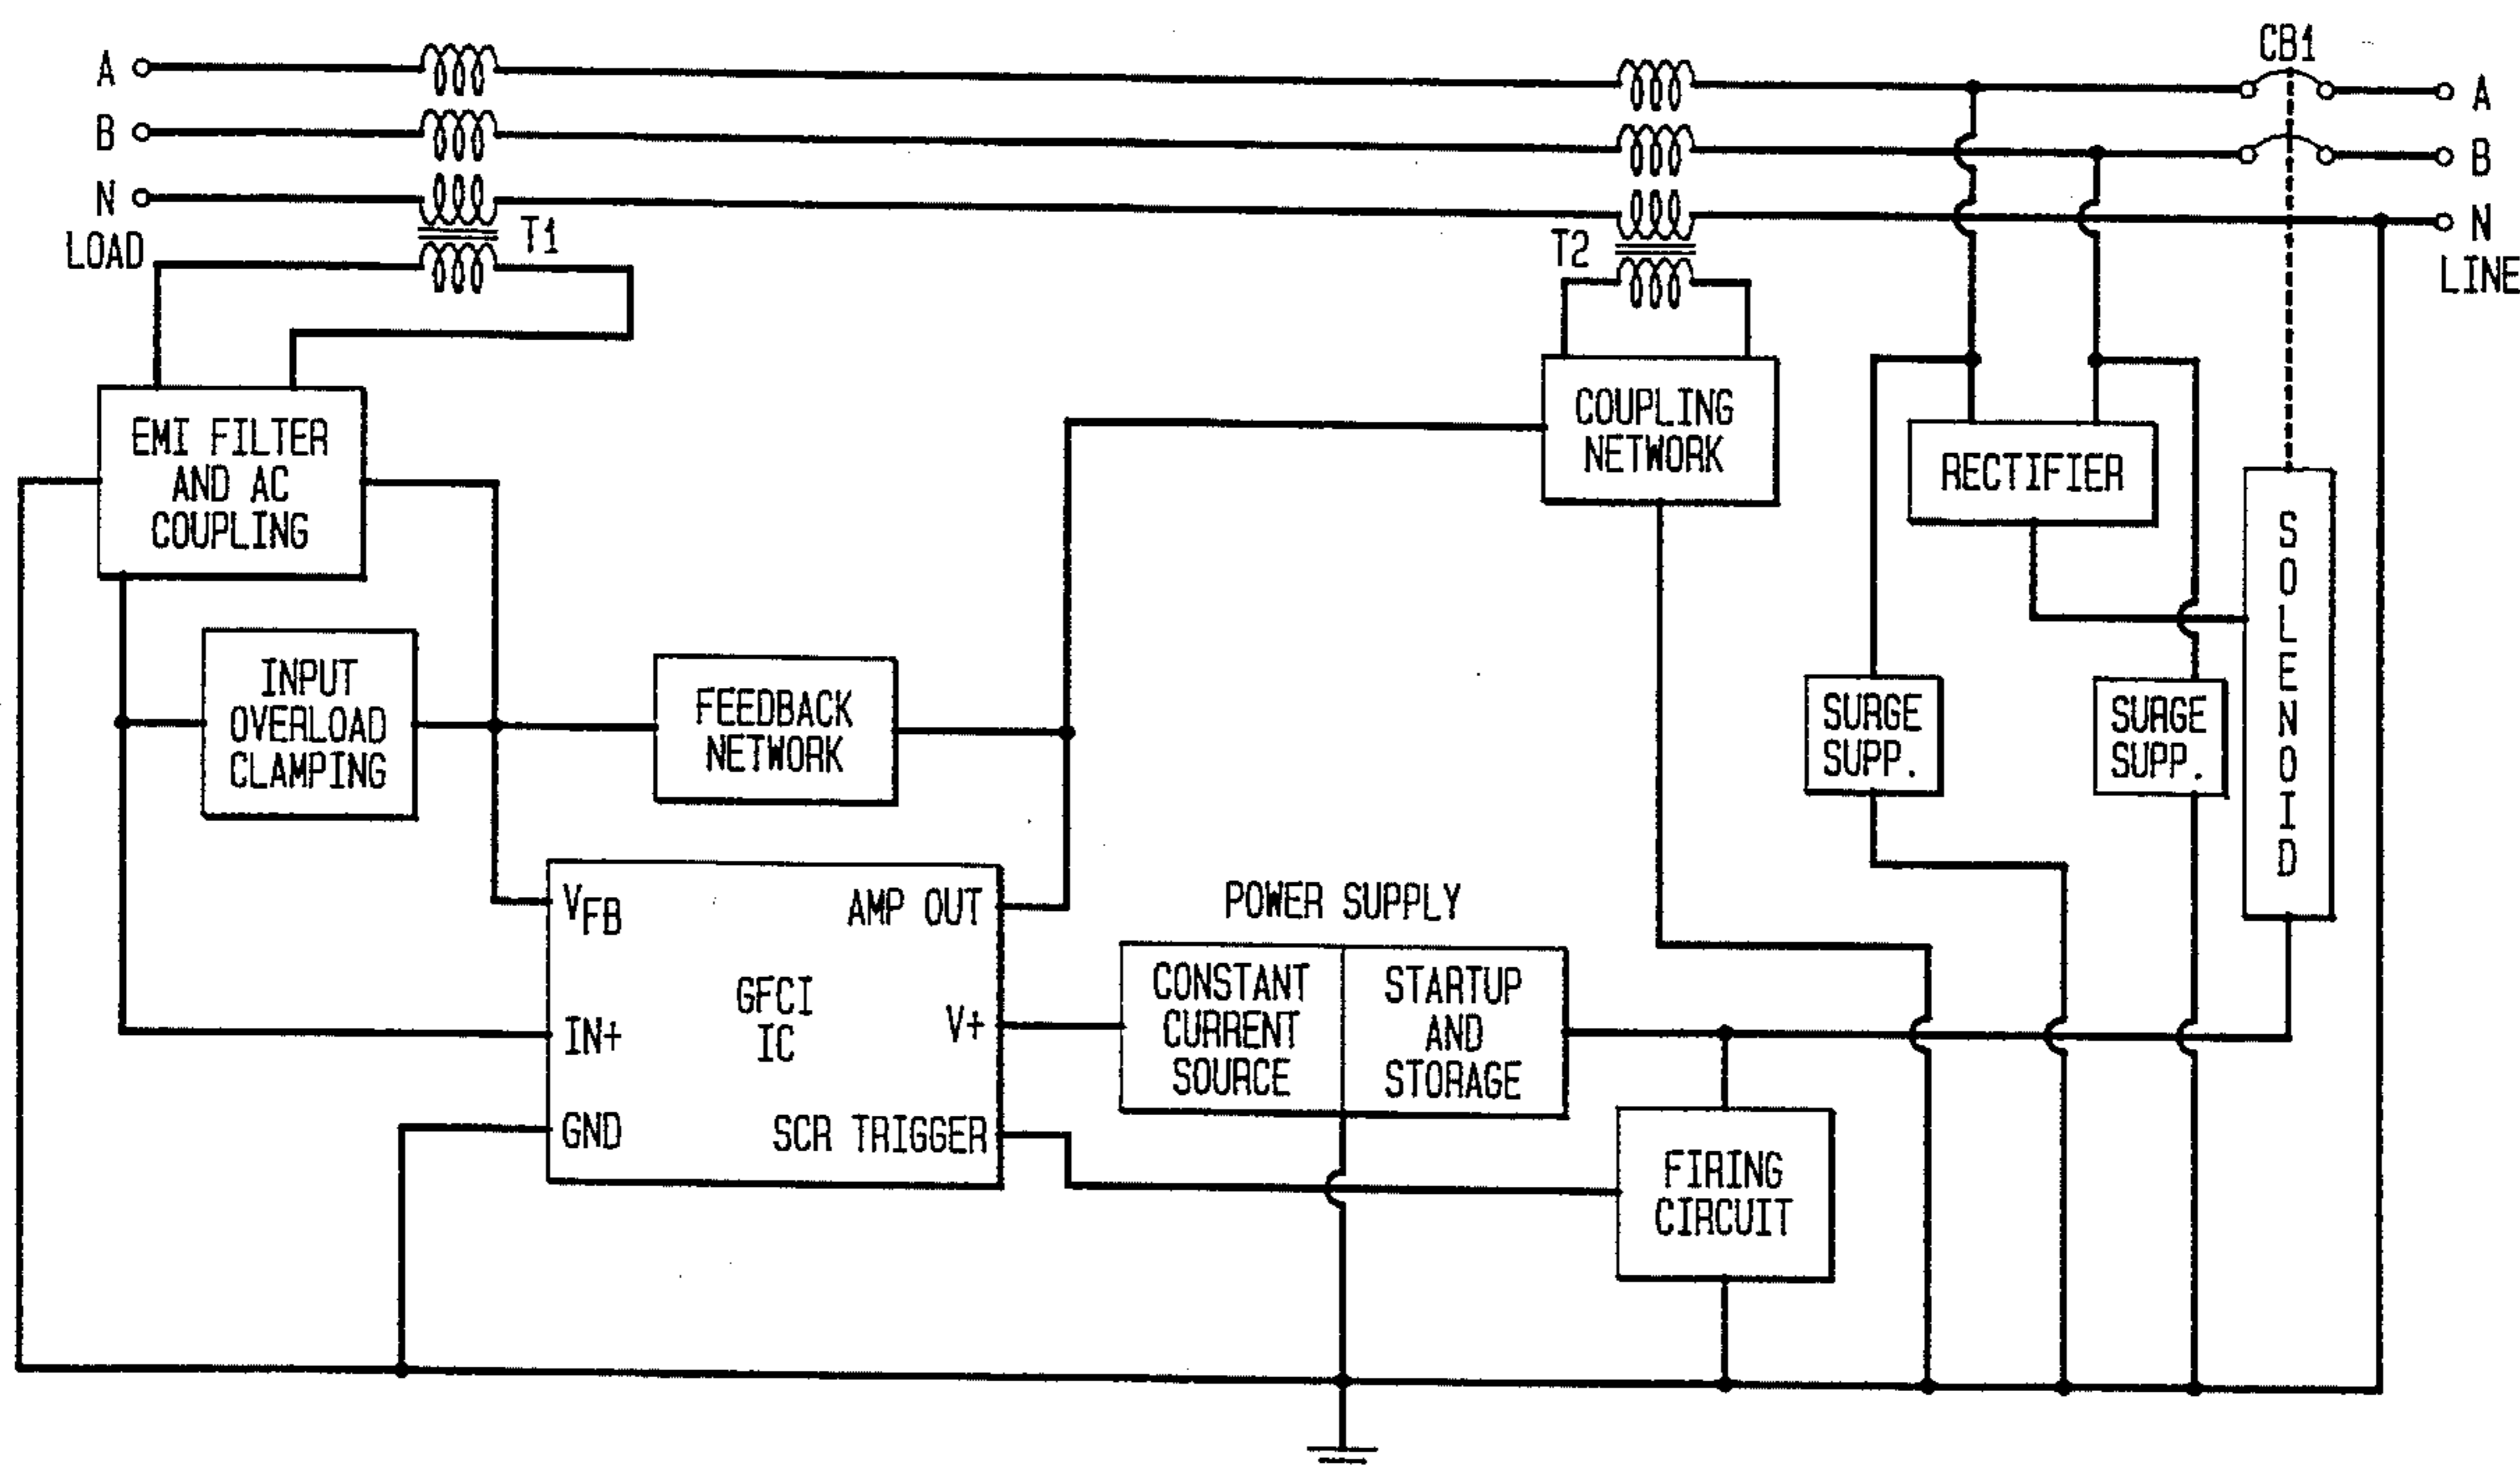 CB1
A
A
B
B
N
T1
T2
N
LOAD
LINE
EMI FILTER
AND AC
COUPLING
COUPLING
NETWORK
RECTIFIER
SOLENOID
INPUT
OVERLOAD
CLAMPING
FEEDBACK
NETWORK
SURGE
SUPP.
SURGE
SUPP.
VFB
AMP OUT
POWER SUPPLY
GFCI
IC
CONSTANT
CURRENT
SOURCE
STARTUP
AND
STORAGE
IN+
V+
GND
SCR TRIGGER
FIRING
CIRCUIT